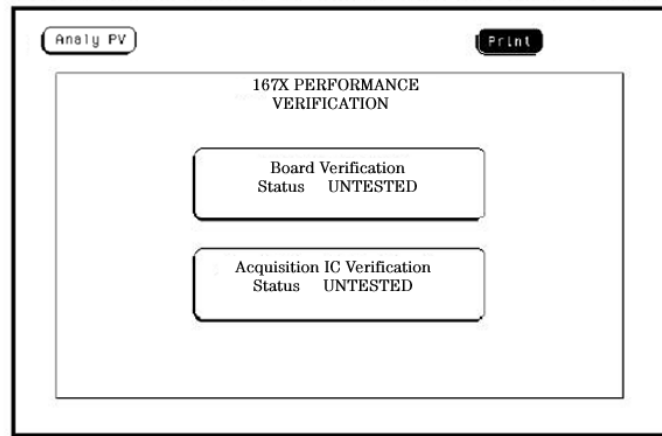 Analy PV
Print
167X PERFORMANCE
VERIFICATION
Board Verification
Status UNTESTED
Acquisition IC Verification
Status UNTESTED